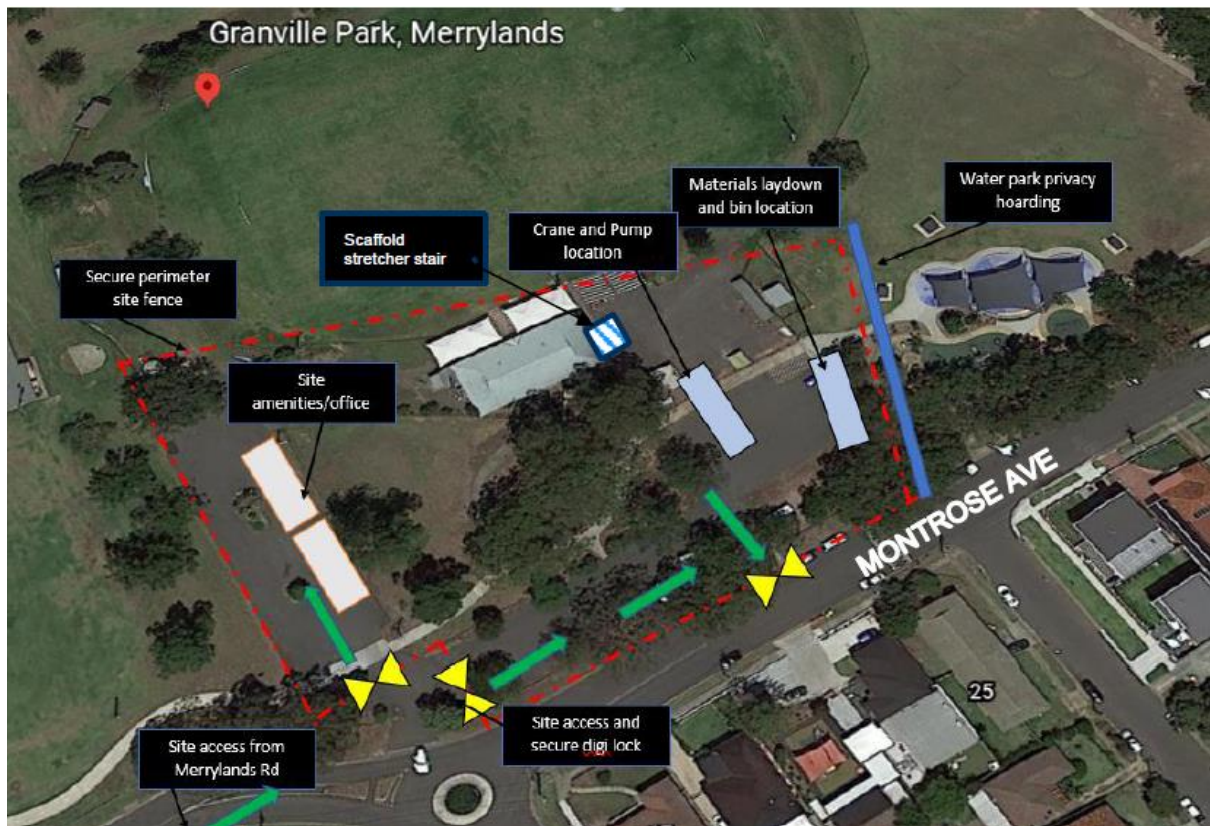 Granville Park, Merrylands
Materials laydown
and bin location
Water park privacy
hoarding
Scaffold
stretcher stair
Crane and Pump
location
Secure perimeter
site fence
Site
amenities/office
MONTROSE AVE
25
Site access and
secure digi lock
Site access from
Merrylands Rd